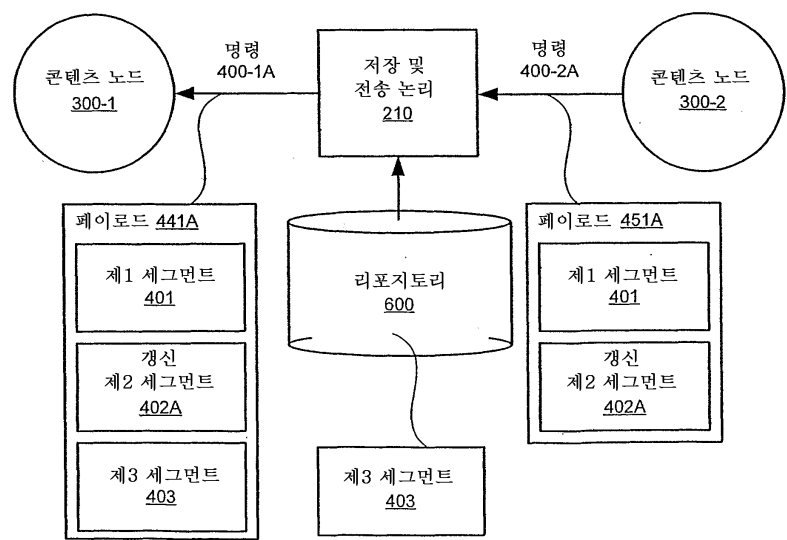 콘텐츠 노드
300-1
명령
400-1A
저장 및
전송 논리
210
명령
400-2A
콘텐츠 노드
300-2
페이로드 441A
제1 세그먼트
401
갱신
제2 세그먼트
402A
제3 세그먼트
403
리포지토리
600
제3 세그먼트
403
페이로드 451A
제1 세그먼트
401
갱신
제2 세그먼트
402A